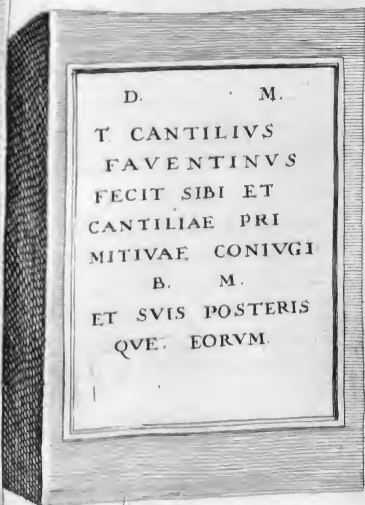 D. M.
T CANTILIVS
FAVENTINVS
FECIT SIBI ET
CANTILIAE PRI
MITIVAE CONIVGI
B. M.
ET SVIS POSTERIS
QVE. EORVM.